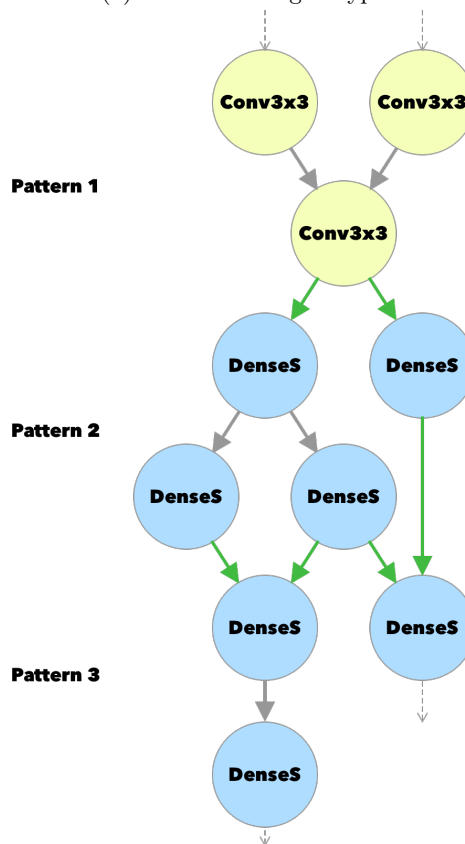 Conv3x3 Conv3x3
Pattern 1
Conv3x3
DenseS DenseS
Pattern 2
DenseS DenseS
DenseS DenseS
Pattern 3
DenseS